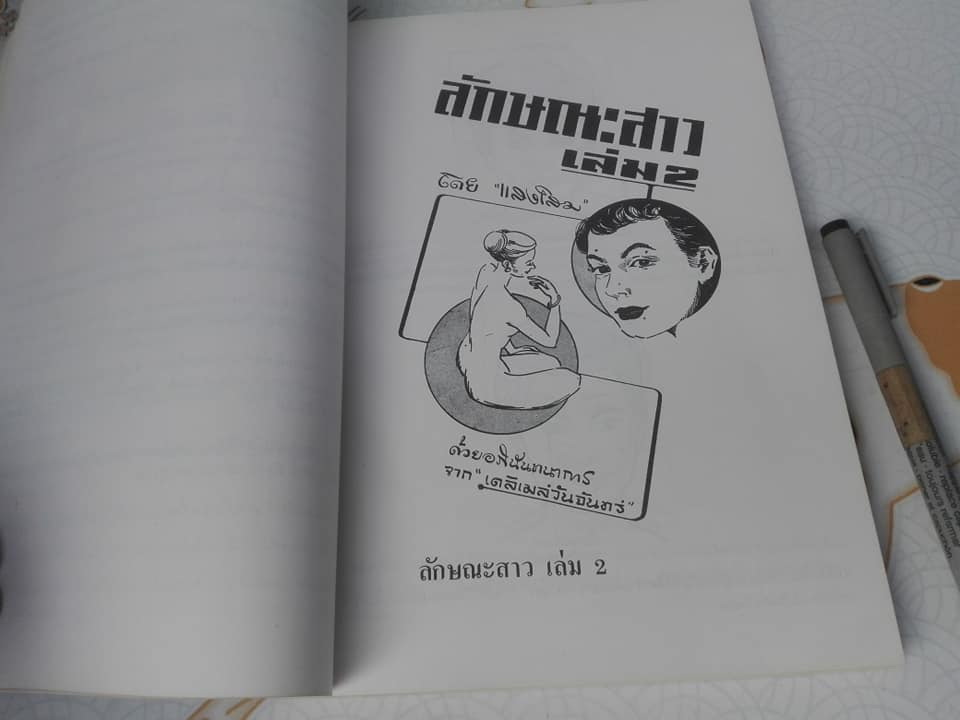 ลักษณะสาว
เล่ม 2
โดย "แสงโสม"
ด้วยอภินันทนาการ
จาก "เดลิเมล์วันจันทร์"
ลักษณะสาว เล่ม 2